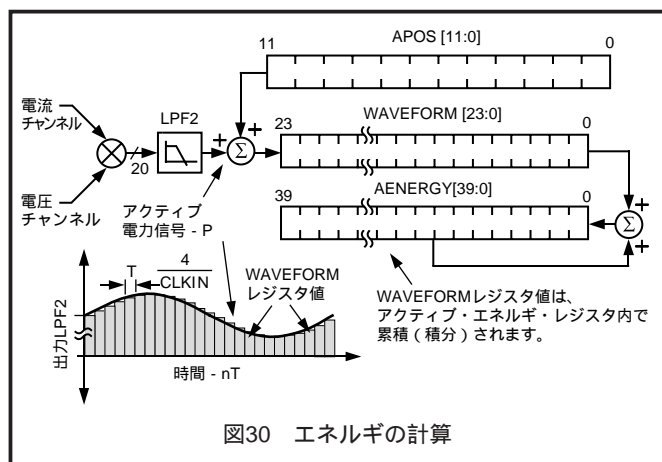 APOS [11:0]
11
0
電流
チャンネル
LPF2
WAVEFORM [23:0]
23
0
20
Σ
AENERGY[39:0]
39
0
Σ
電圧
チャンネル
アクティブ
電力信号 - P
T
4
CLKIN
WAVEFORM
レジスタ値
WAVEFORMレジスタ値は、
アクティブ・エネルギ・レジスタ内で
累積（積分）されます。
出力LPF2
時間 - nT
図30 エネルギの計算